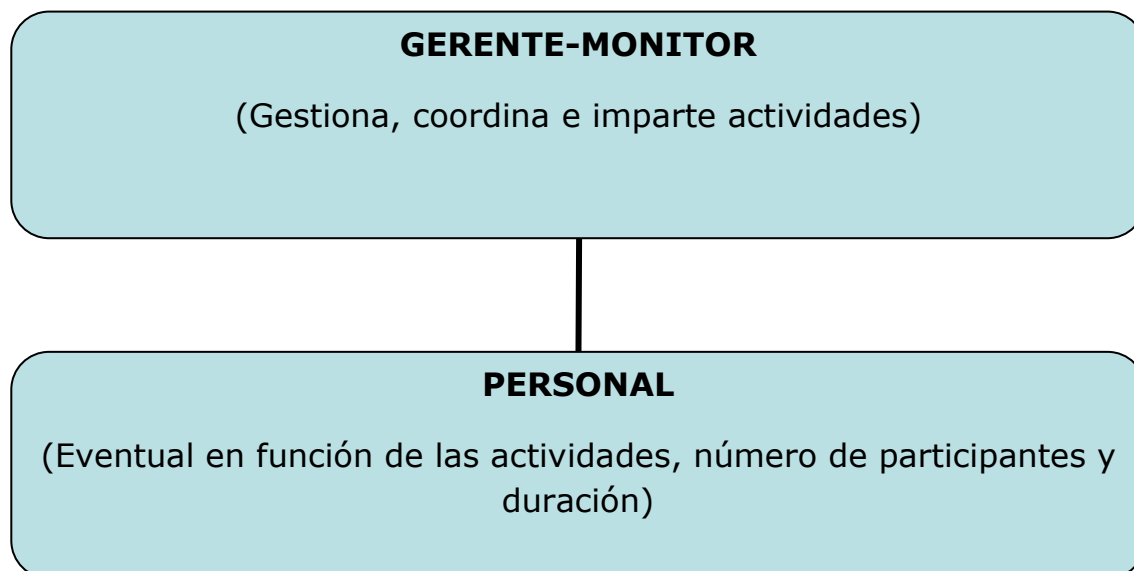 GERENTE-MONITOR
(Gestiona, coordina e imparte actividades)
PERSONAL
(Eventual en función de las actividades, número de participantes y
duración)